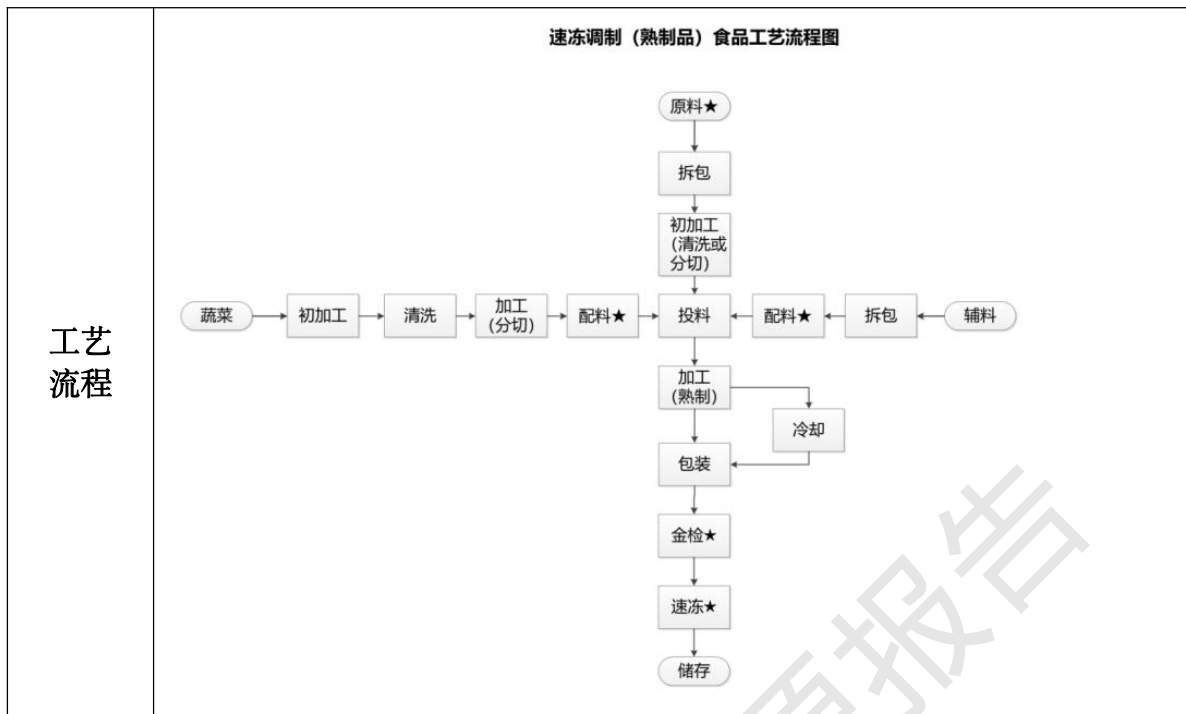 速冻调制（熟制品）食品工艺流程图
原料★
拆包
初加工
(清洗或
分切)
蔬菜
初加工
清洗
加工
(分切)
配料★
投料
配料★
拆包
辅料
工艺
流程
加工
(熟制)
冷却
包装
金检★
速冻★
储存
报告